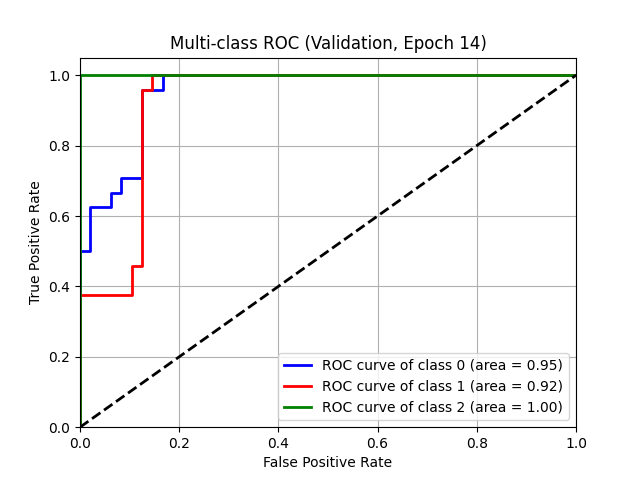 Multi-class ROC (Validation, Epoch 14)
True Positive Rate
1.0
0.8
0.6
0.4
0.2
0.0
ROC curve of class 0 (area = 0.95)
ROC curve of class 1 (area = 0.92)
ROC curve of class 2 (area = 1.00)
0.0 0.2 0.4 0.6 0.8 1.0
False Positive Rate